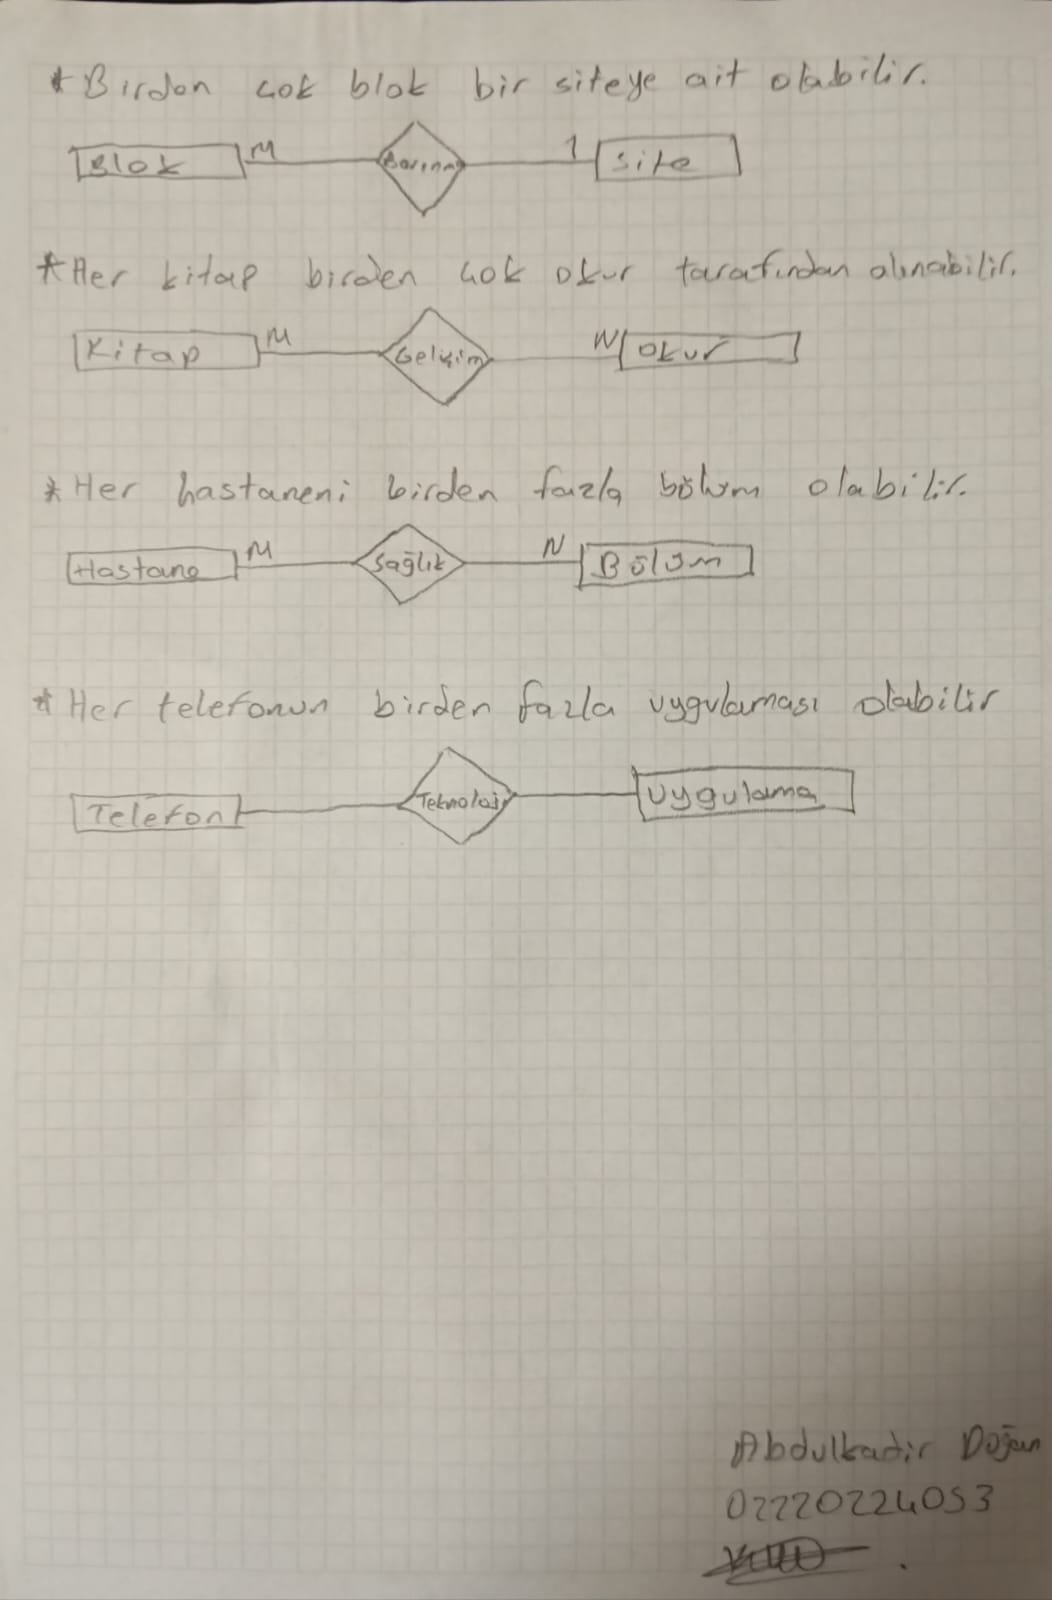 * Birden çok blok bir siteye ait olabilir.
Blok M Barınma 1 Site
* Her kitap birden çok okur tarafından alınabilir.
Kitap M Gelişim N Okur
* Her hastaneni birden fazla bölüm olabilir.
Hastane M Sağlık N Bölüm
* Her telefonun birden fazla uygulaması olabilir
Telefon Teknoloji Uygulama
Abdulkadir Doğan
02220224053